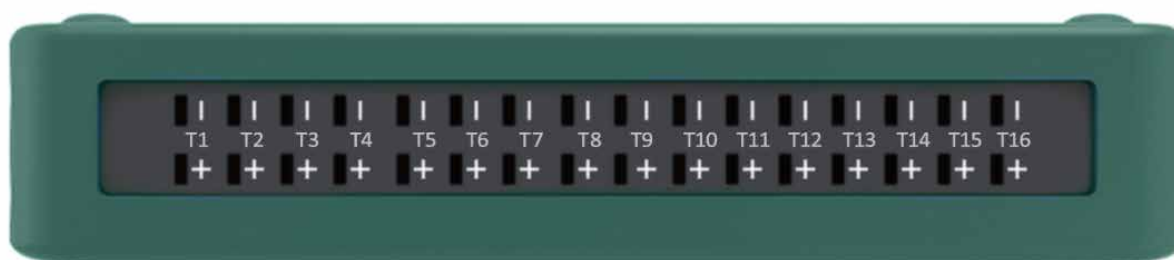 | | | | | | | | | | | | | | | |
T1 T2 T3 T4 T5 T6 T7 T8 T9 T10 T11 T12 T13 T14 T15 T16
+ + + + + + + + + + + + + + + +